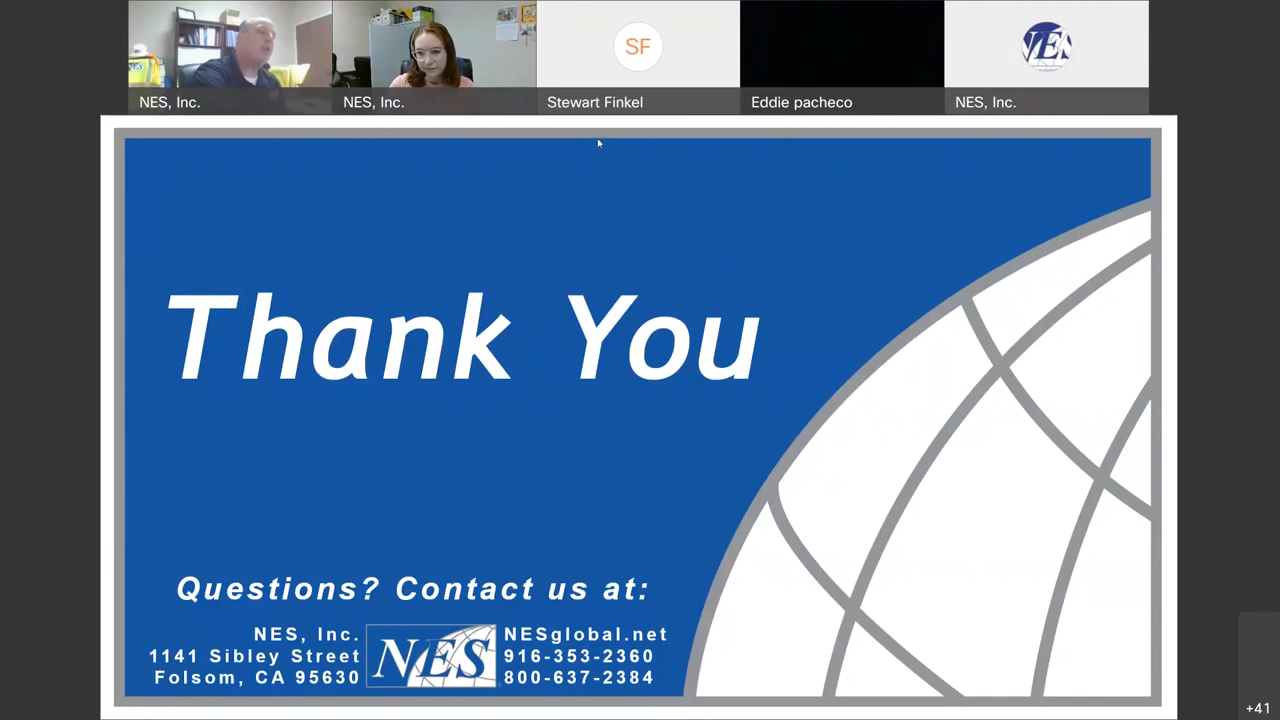 NES, Inc.
NES, Inc.
SF
Stewart Finkel
Eddie pacheco
NES
NES, Inc.
Thank You
Questions? Contact us at:
NES, Inc.
1141 Sibley Street
Folsom, CA 95630
NES
NESglobal.net
916-353-2360
800-637-2384
+41